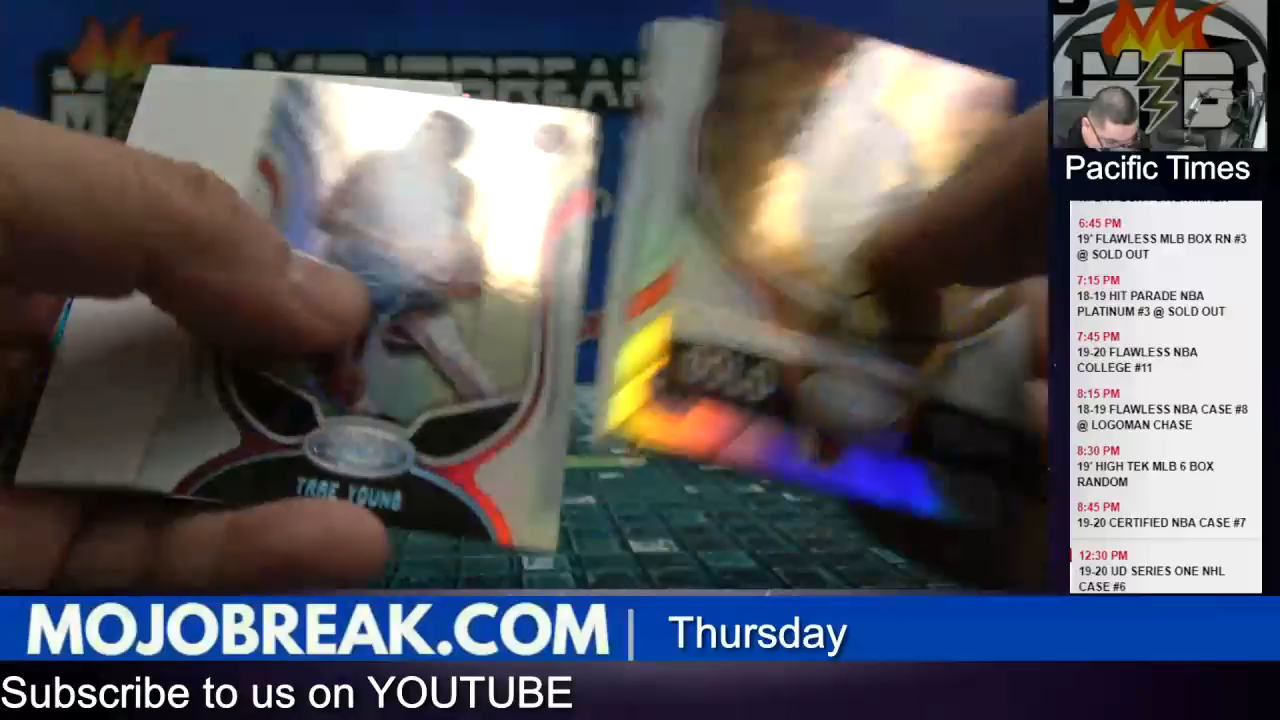 MOJOBREAK
Pacific Times
6:45 PM
19' FLAWLESS MLB BOX RN #3
@ SOLD OUT
7:15 PM
18-19 HIT PARADE NBA
PLATINUM #3 @ SOLD OUT
7:45 PM
19-20 FLAWLESS NBA
COLLEGE #11
8:15 PM
18-19 FLAWLESS NBA CASE #8
@ LOGOMAN CHASE
8:30 PM
19' HIGH TEK MLB 6 BOX
RANDOM
8:45 PM
19-20 CERTIFIED NBA CASE #7
12:30 PM
19-20 UD SERIES ONE NHL
CASE #6
TRAE YOUNG
MOJOBREAK.COM | Thursday
Subscribe to us on YOUTUBE